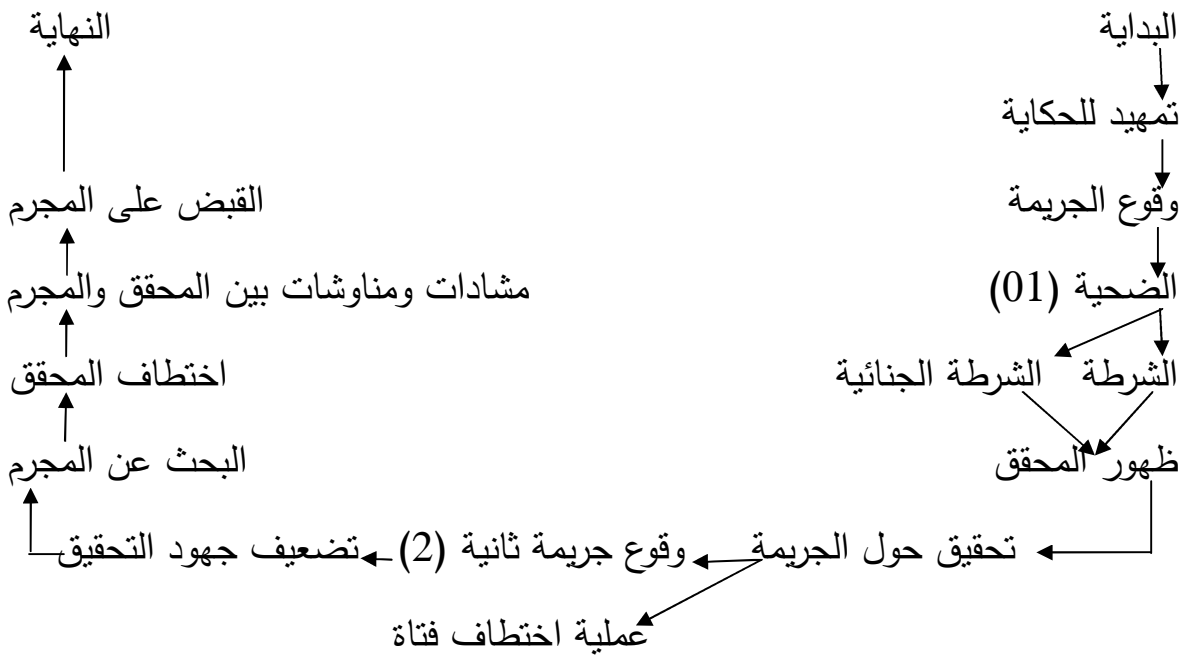 البداية النهاية
تمهيد للحكاية
وقوع الجريمة القبض على المجرم
الضحية (01) مشادات ومناوشات بين المحقق والمجرم
الشرطة الشرطة الجنائية اختطاف المحقق
ظهور المحقق البحث عن المجرم
تحقيق حول الجريمة وقوع جريمة ثانية (2) تضعيف جهود التحقيق
عملية اختطاف فتاة